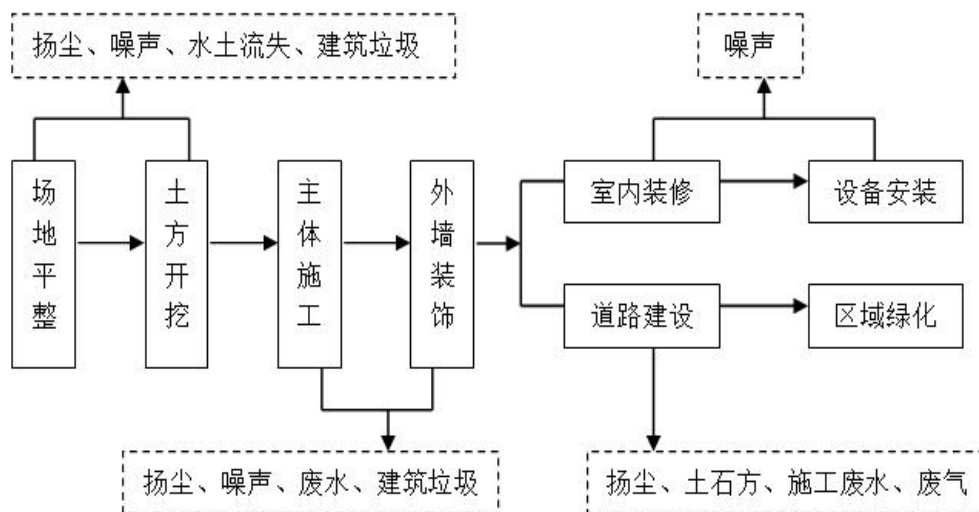 扬尘、噪声、水土流失、建筑垃圾
噪声
场地平整
土方开挖
主体施工
外墙装饰
室内装修
设备安装
道路建设
区域绿化
扬尘、噪声、废水、建筑垃圾
扬尘、土石方、施工废水、废气